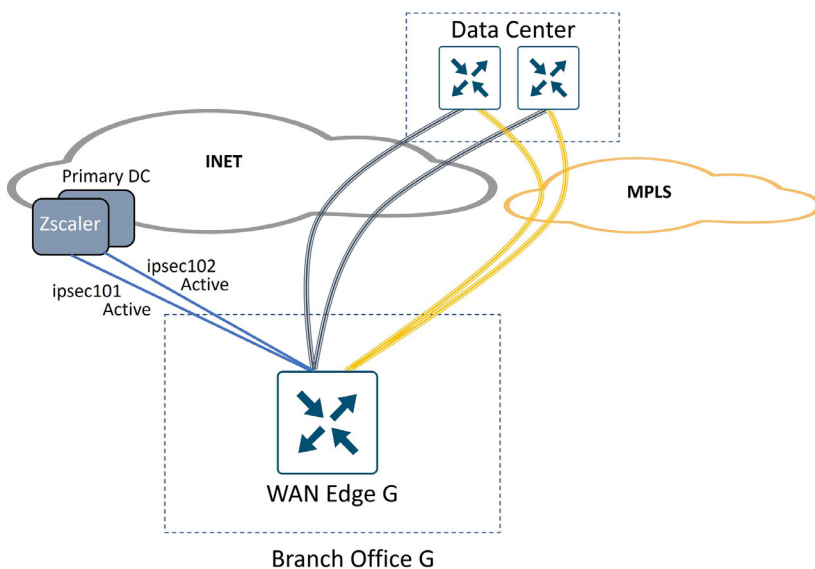 Data Center
INET
Primary DC
Zscaler
MPLS
ipsec102
Active
ipsec101
Active
WAN Edge G
Branch Office G